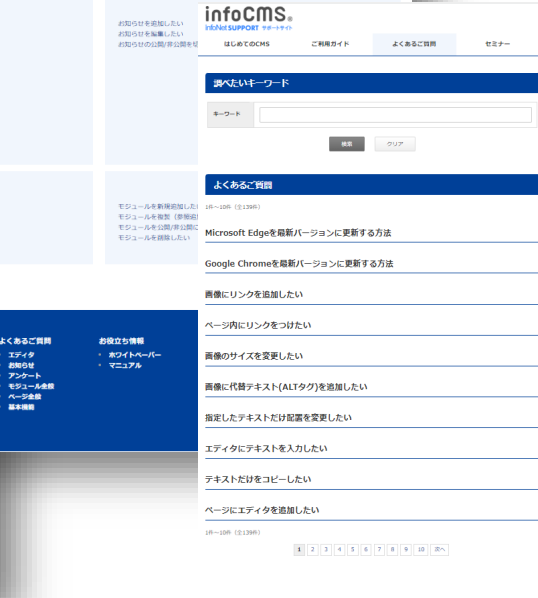 お知らせを追加したい
お知らせを編集したい
お知らせの公開/非公開を切
モジュールを新規追加したい
モジュールを複製（参照追
モジュールを公開/非公開に
モジュールを削除したい
よくあるご質問
エディタ
お知らせ
アンケート
モジュール全般
ページ全般
基本機能
お役立ち情報
ホワイトペーパー
マニュアル
infoCMS.
infoNet SUPPORT サポートサイト
はじめてのCMS ご利用ガイド よくあるご質問 セミナー
調べたいキーワード
キーワード
検索 クリア
よくあるご質問
1件～10件（全139件）
Microsoft Edgeを最新バージョンに更新する方法
Google Chromeを最新バージョンに更新する方法
画像にリンクを追加したい
ページ内にリンクをつけたい
画像のサイズを変更したい
画像に代替テキスト(ALTタグ)を追加したい
指定したテキストだけ配置を変更したい
エディタにテキストを入力したい
テキストだけをコピーしたい
ページにエディタを追加したい
1件～10件（全139件）
1 2 3 4 5 6 7 8 9 10 次へ